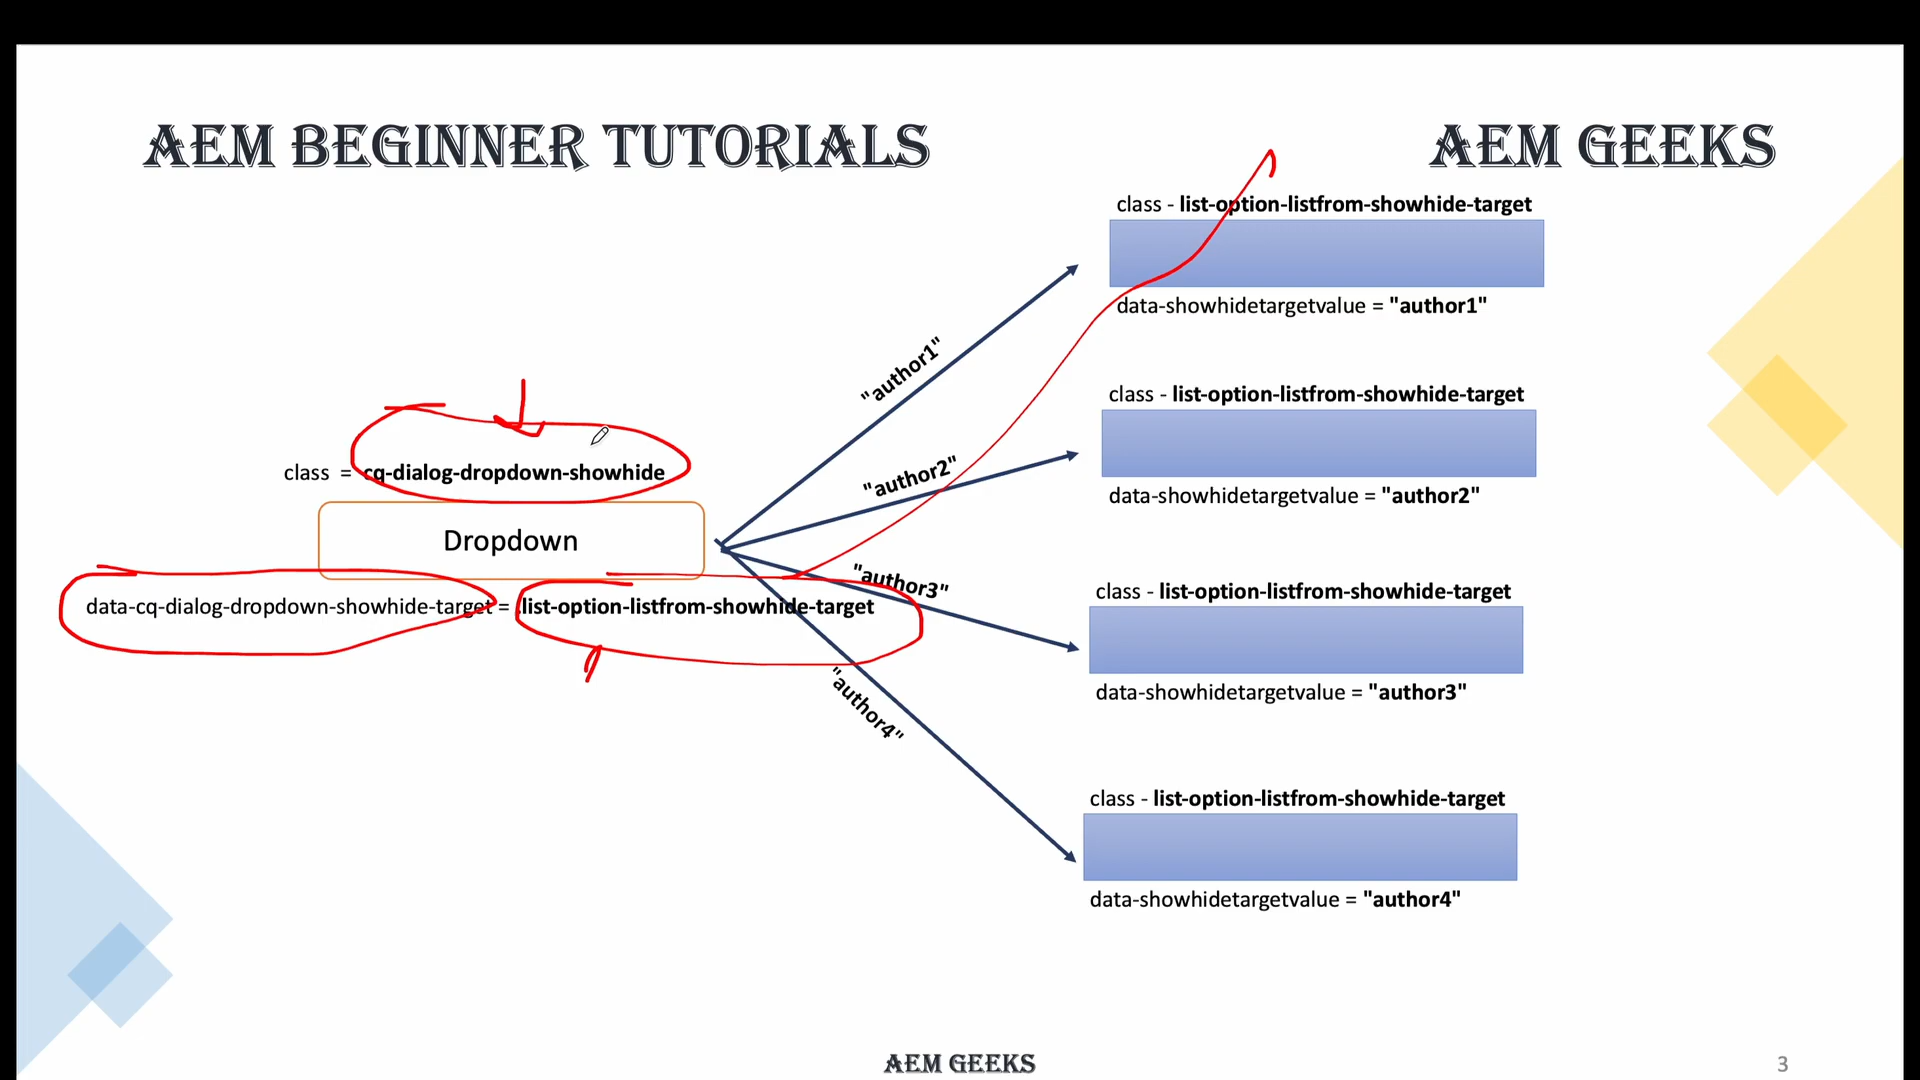 AEM BEGINNER TUTORIALS
AEM GEEKS
class - list-option-listfrom-showhide-target
data-showhidetargetvalue = "author1"
"author1"
class - list-option-listfrom-showhide-target
data-showhidetargetvalue = "author2"
"author2"
class = cq-dialog-dropdown-showhide
Dropdown
data-cq-dialog-dropdown-showhide-target = .list-option-listfrom-showhide-target
"author3"
class - list-option-listfrom-showhide-target
data-showhidetargetvalue = "author3"
"author4"
class - list-option-listfrom-showhide-target
data-showhidetargetvalue = "author4"
AEM GEEKS
3